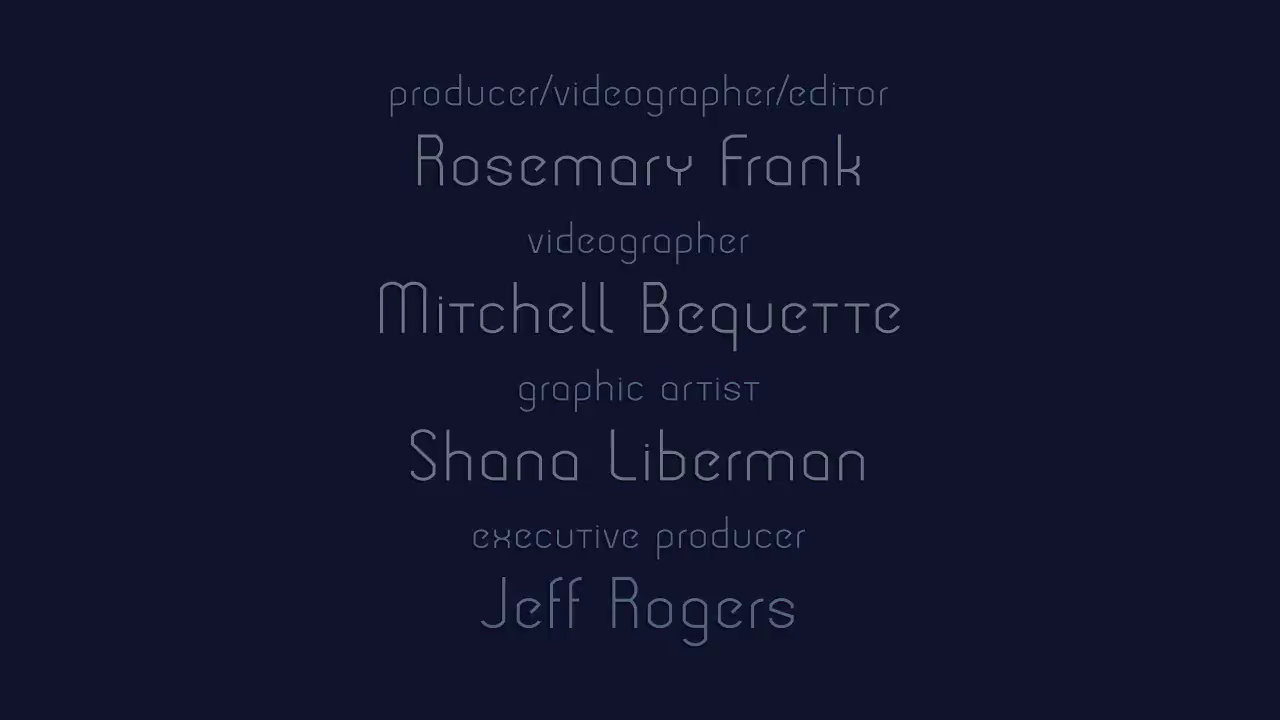 producer/videographer/editor
Rosemary Frank
videographer
Mitchell Bequette
graphic artist
Shana Liberman
executive producer
Jeff Rogers